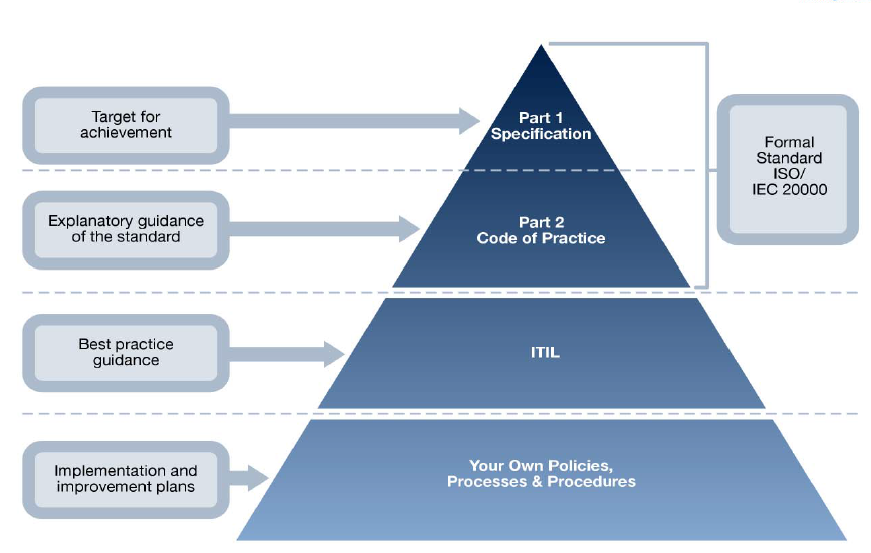 Target for
achievement
Part 1
Specification
Formal
Standard
ISO/
IEC 20000
Explanatory guidance
of the standard
Part 2
Code of Practice
Best practice
guidance
ITIL
Implementation and
improvement plans
Your Own Policies,
Processes & Procedures